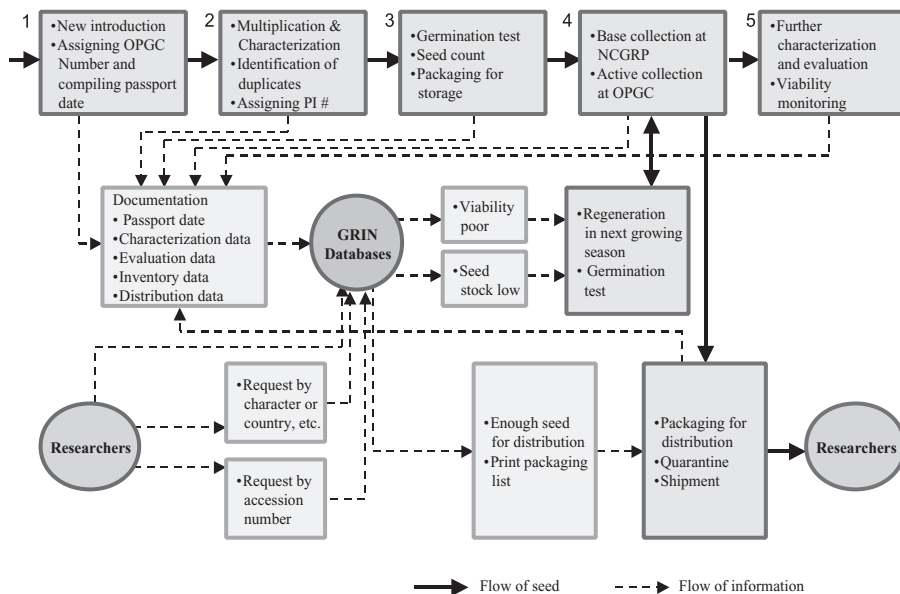 1
•New introduction
•Assigning OPGC
Number and
compiling passport
date
2
•Multiplication &
Characterization
•Identification of
duplicates
•Assigning PI #
3
•Germination test
•Seed count
•Packaging for
storage
4
•Base collection at
NCGRP
•Active collection
at OPGC
5
•Further
characterization
and evaluation
•Viability
monitoring
Documentation
• Passport date
•Characterization data
•Evaluation data
•Inventory data
•Distribution data
GRIN
Databases
•Viability
poor
•Seed
stock low
•Regeneration
in next growing
season
• Germination
test
Researchers
•Request by
character or
country, etc.
•Request by
accession
number
•Enough seed
for distribution
•Print packaging
list
•Packaging for
distribution
•Quarantine
•Shipment
Researchers
Flow of seed
Flow of information